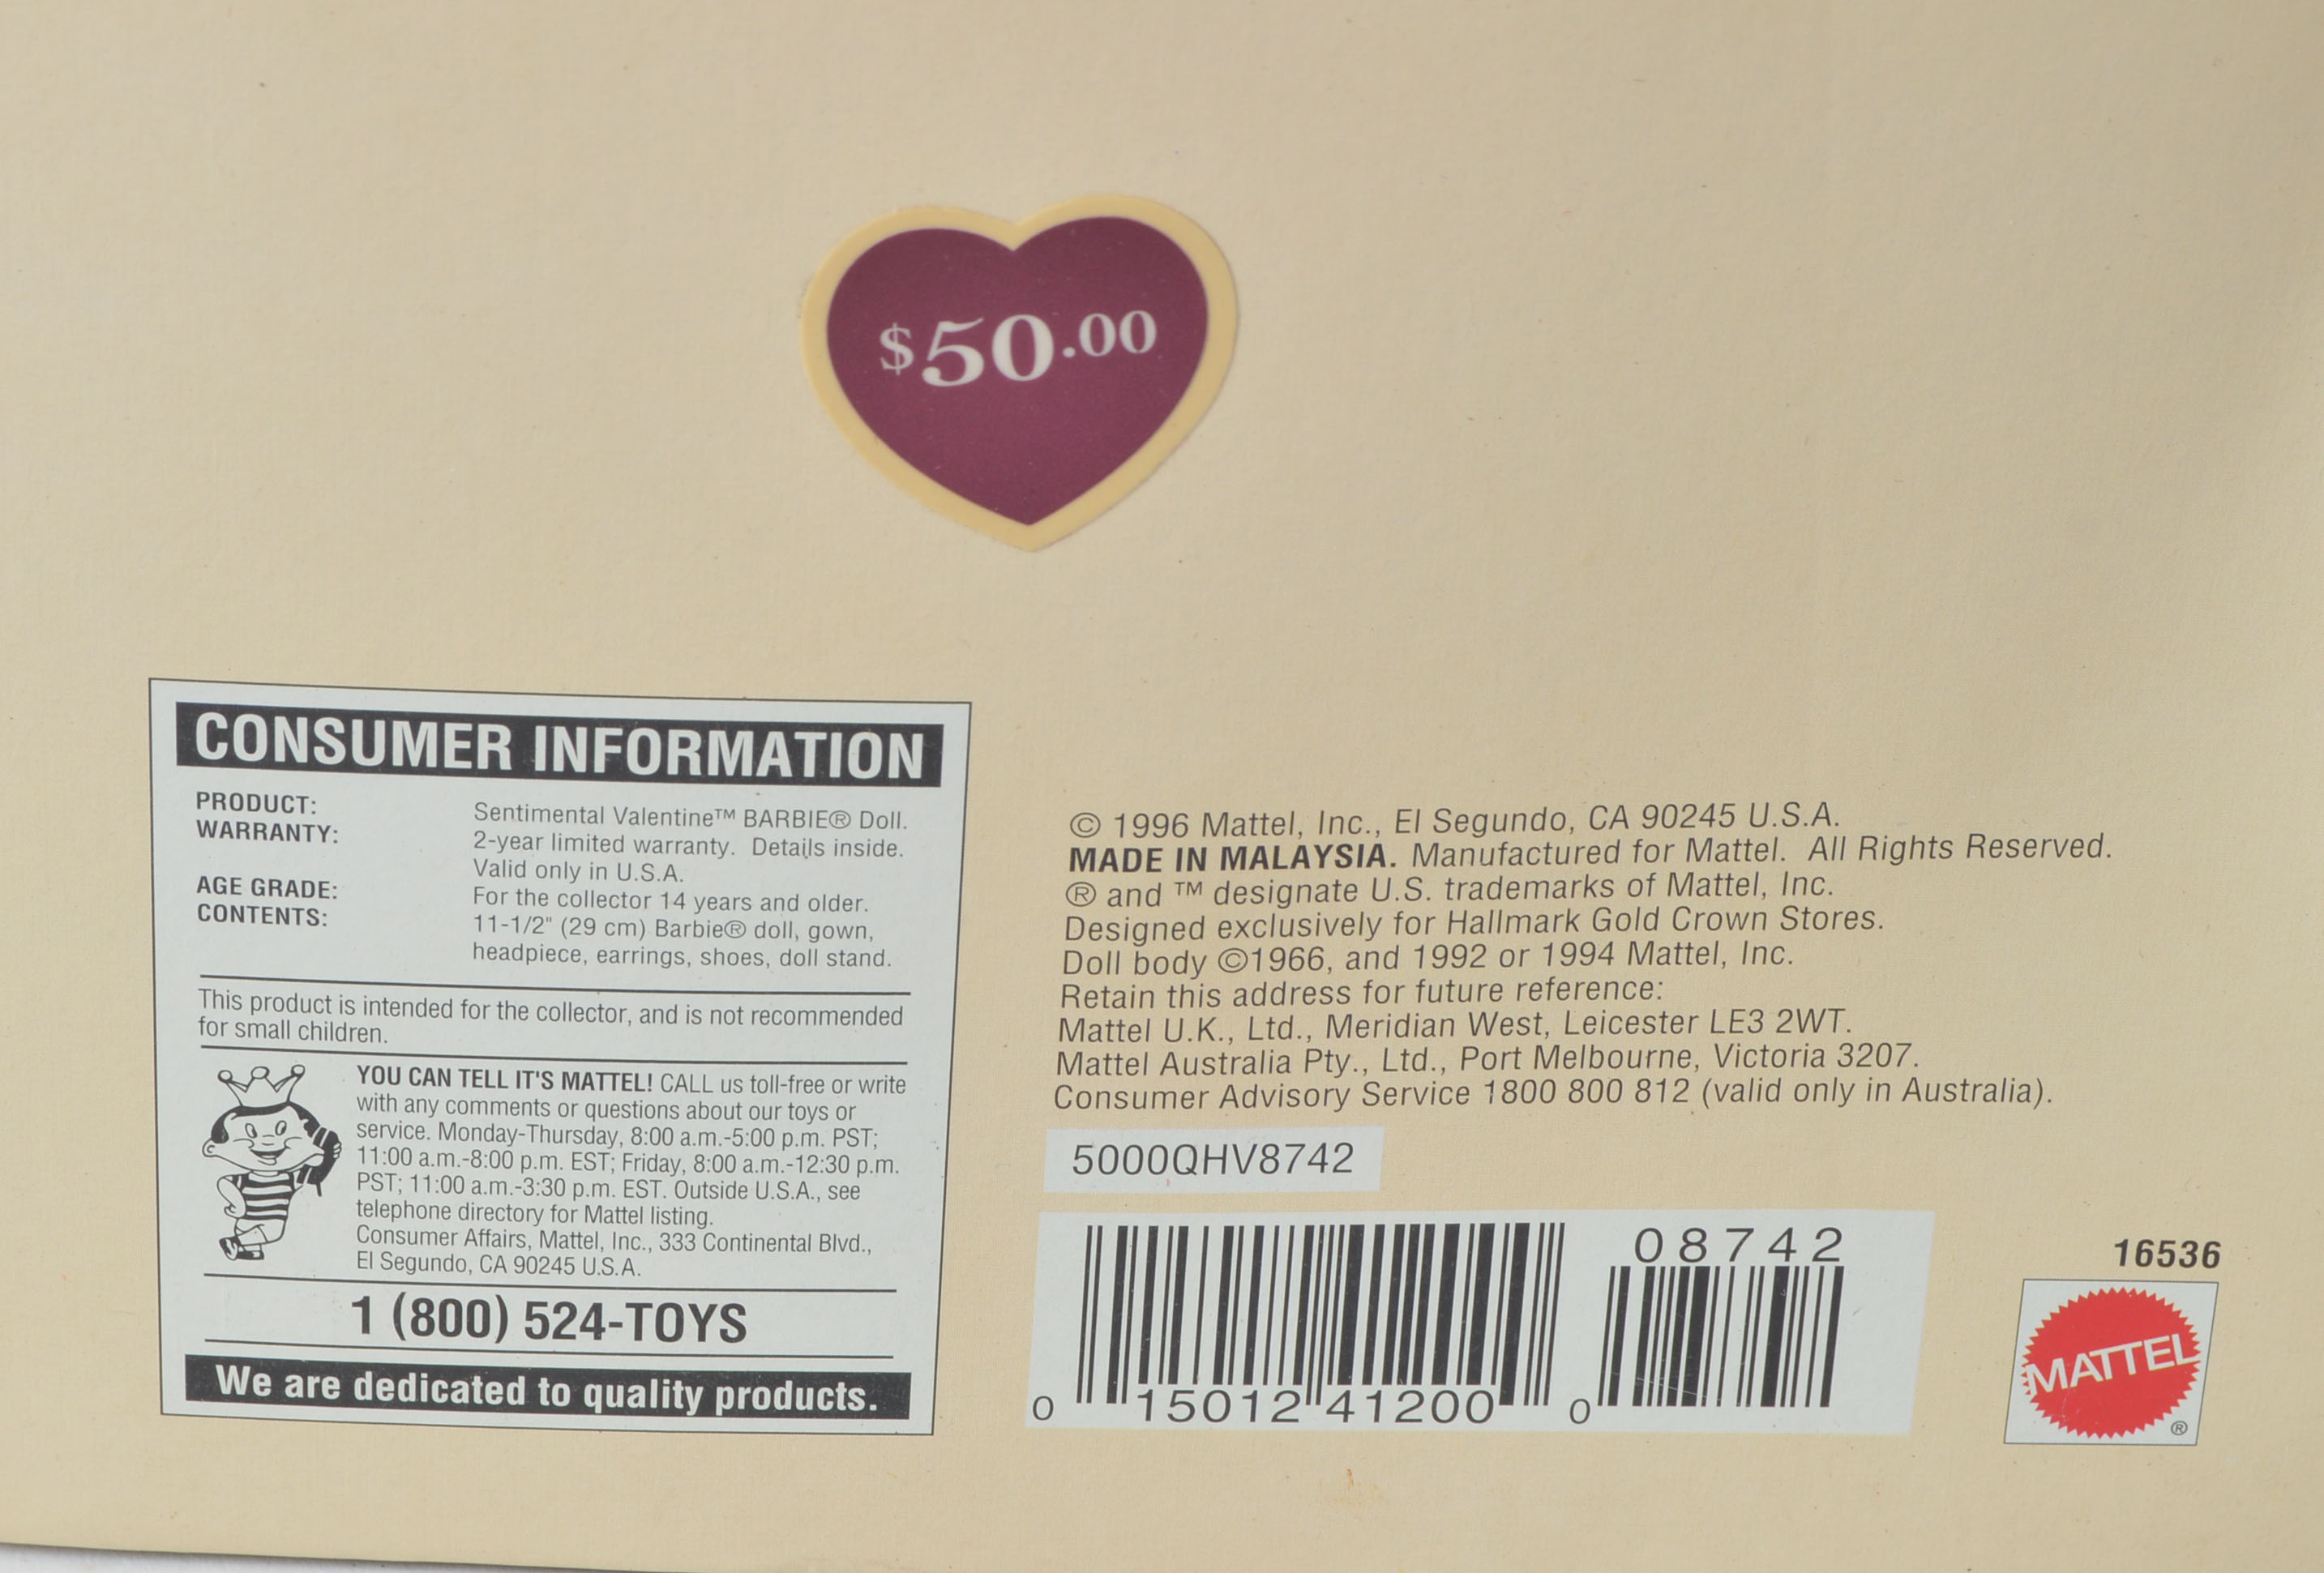 $50.00
CONSUMER INFORMATION
PRODUCT: Sentimental Valentine™ BARBIE® Doll.
WARRANTY: 2-year limited warranty. Details inside.
Valid only in U.S.A.
AGE GRADE: For the collector 14 years and older.
CONTENTS: 11-1/2" (29 cm) Barbie® doll, gown,
headpiece, earrings, shoes, doll stand.
This product is intended for the collector, and is not recommended
for small children.
YOU CAN TELL IT'S MATTEL! CALL us toll-free or write
with any comments or questions about our toys or
service. Monday-Thursday, 8:00 a.m.-5:00 p.m. PST;
11:00 a.m.-8:00 p.m. EST; Friday, 8:00 a.m.-12:30 p.m.
PST; 11:00 a.m.-3:30 p.m. EST. Outside U.S.A., see
telephone directory for Mattel listing.
Consumer Affairs, Mattel, Inc., 333 Continental Blvd.,
El Segundo, CA 90245 U.S.A.
1 (800) 524-TOYS
We are dedicated to quality products.
© 1996 Mattel, Inc., El Segundo, CA 90245 U.S.A.
MADE IN MALAYSIA. Manufactured for Mattel. All Rights Reserved.
® and ™ designate U.S. trademarks of Mattel, Inc.
Designed exclusively for Hallmark Gold Crown Stores.
Doll body ©1966, and 1992 or 1994 Mattel, Inc.
Retain this address for future reference:
Mattel U.K., Ltd., Meridian West, Leicester LE3 2WT.
Mattel Australia Pty., Ltd., Port Melbourne, Victoria 3207.
Consumer Advisory Service 1800 800 812 (valid only in Australia).
5000QHV8742
08742
0 15012 41200 0
16536
MATTEL
®